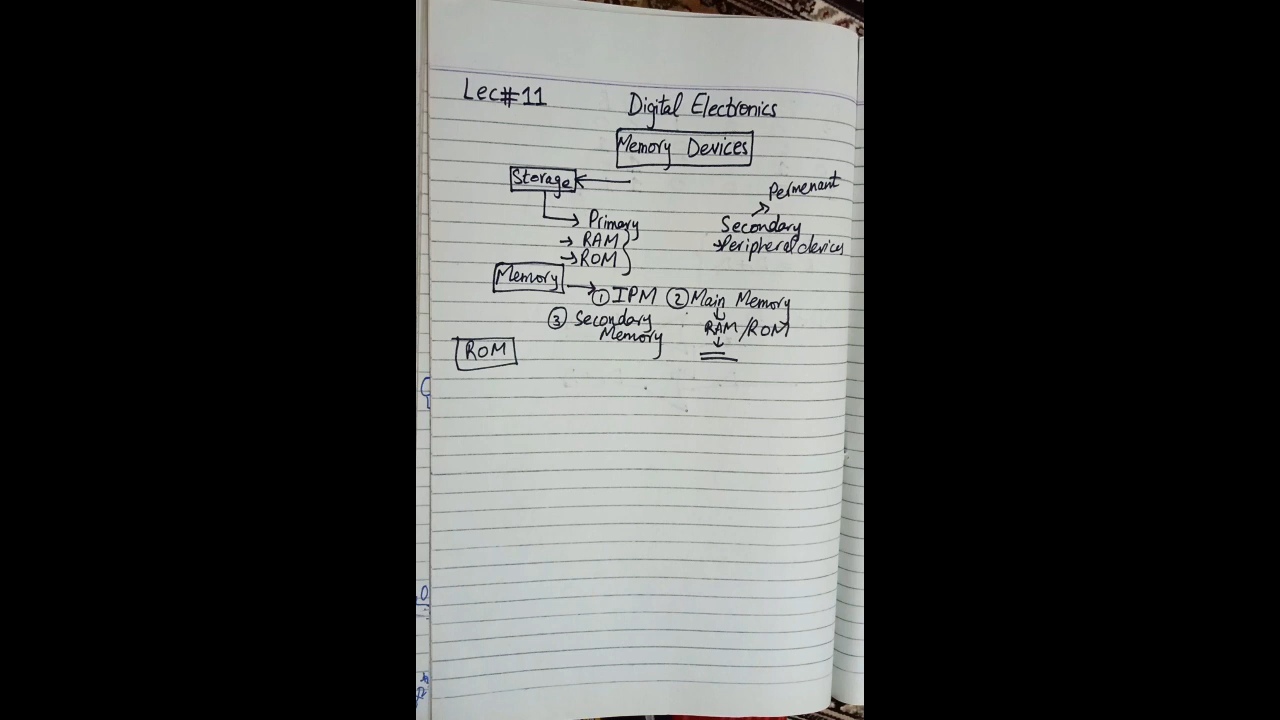 Lec#11
Digital Electronics
Memory Devices
Storage ←
Permenant
→ Primary
Secondary
→ RAM
→Peripheral devices
→ ROM
Memory → ① IPM ② Main Memory
③ Secondary Memory
RAM/ROM
ROM